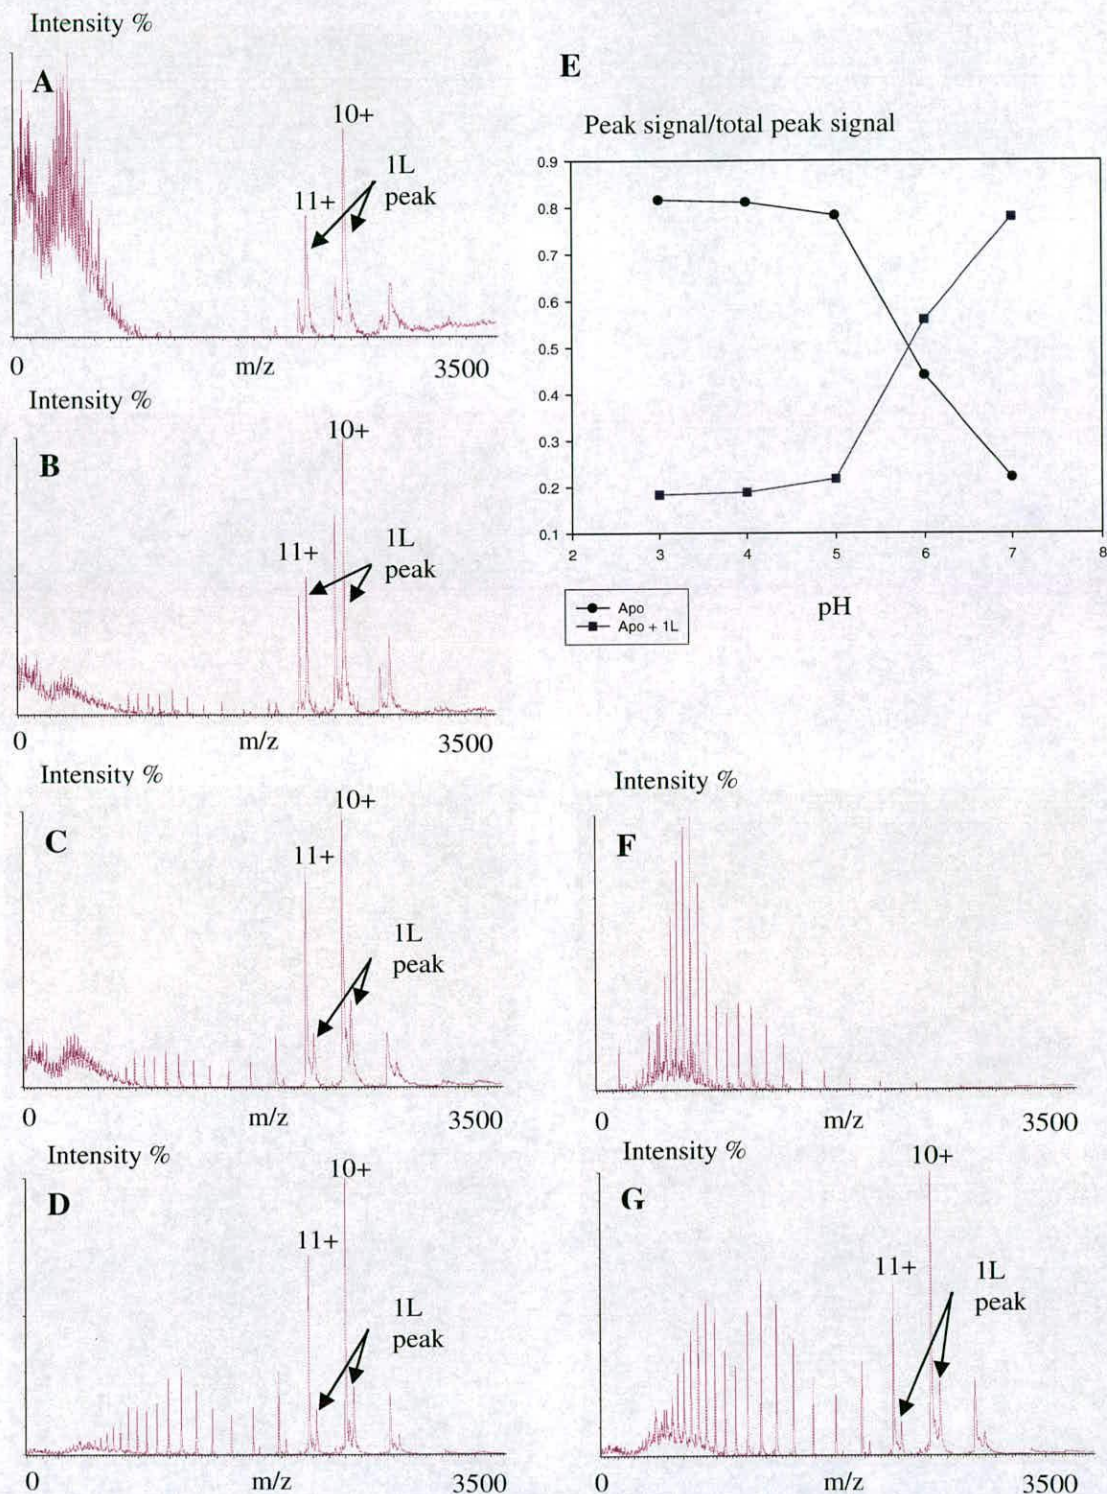 Intensity %
A
10+
1L
peak
11+
0
m/z
3500
Intensity %
B
10+
11+
1L
peak
0
m/z
3500
Intensity %
C
10+
11+
1L
peak
0
m/z
3500
Intensity %
D
10+
11+
1L
peak
0
m/z
3500
E
Peak signal/total peak signal
0.9
0.8
0.7
0.6
0.5
0.4
0.3
0.2
0.1
2 3 4 5 6 7 8
pH
Apo
Apo + 1L
Intensity %
F
0
m/z
3500
Intensity %
G
10+
11+
1L
peak
0
m/z
3500